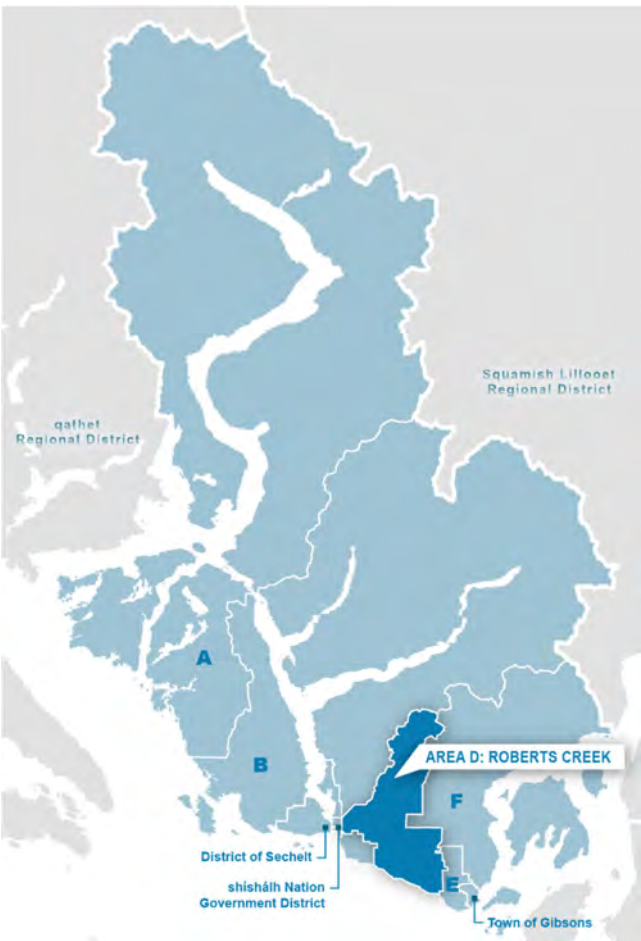 Squamish Lillooet
Regional District
qathet
Regional District
A
B
AREA D: ROBERTS CREEK
F
District of Sechelt
E
shíshálh Nation
Government District
Town of Gibsons